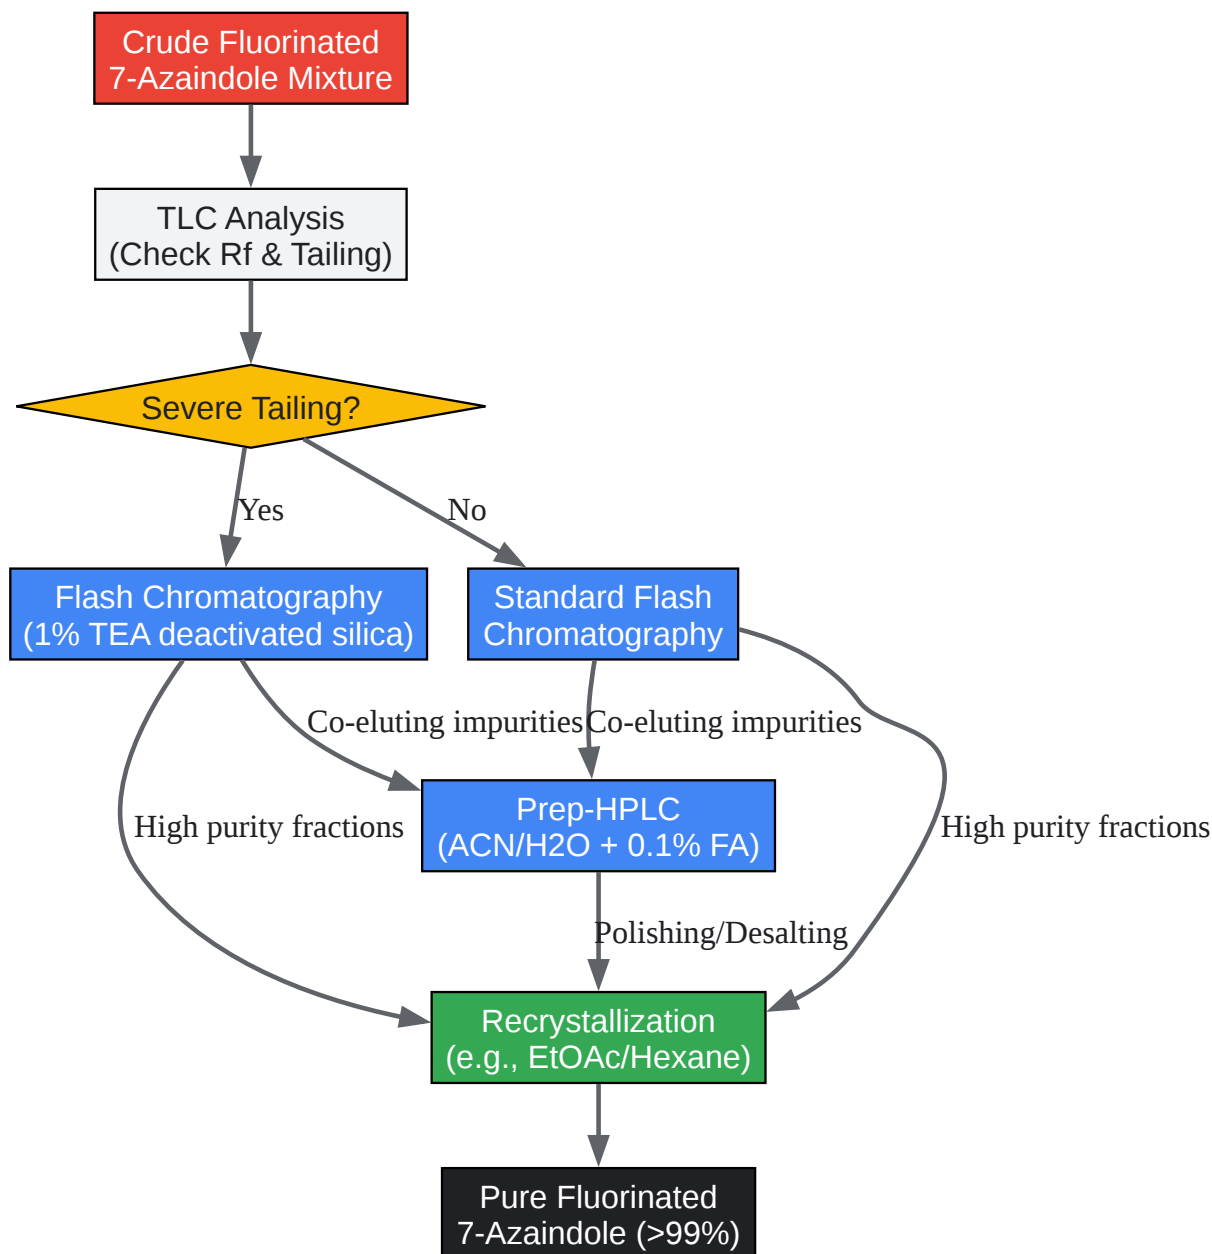 Crude Fluorinated
7-Azaindole Mixture
TLC Analysis
(Check Rf & Tailing)
Severe Tailing?
Yes
No
Flash Chromatography
(1% TEA deactivated silica)
Standard Flash
Chromatography
Co-eluting impurities
Co-eluting impurities
High purity fractions
Prep-HPLC
(ACN/H2O + 0.1% FA)
High purity fractions
Polishing/Desalting
Recrystallization
(e.g., EtOAc/Hexane)
Pure Fluorinated
7-Azaindole (>99%)